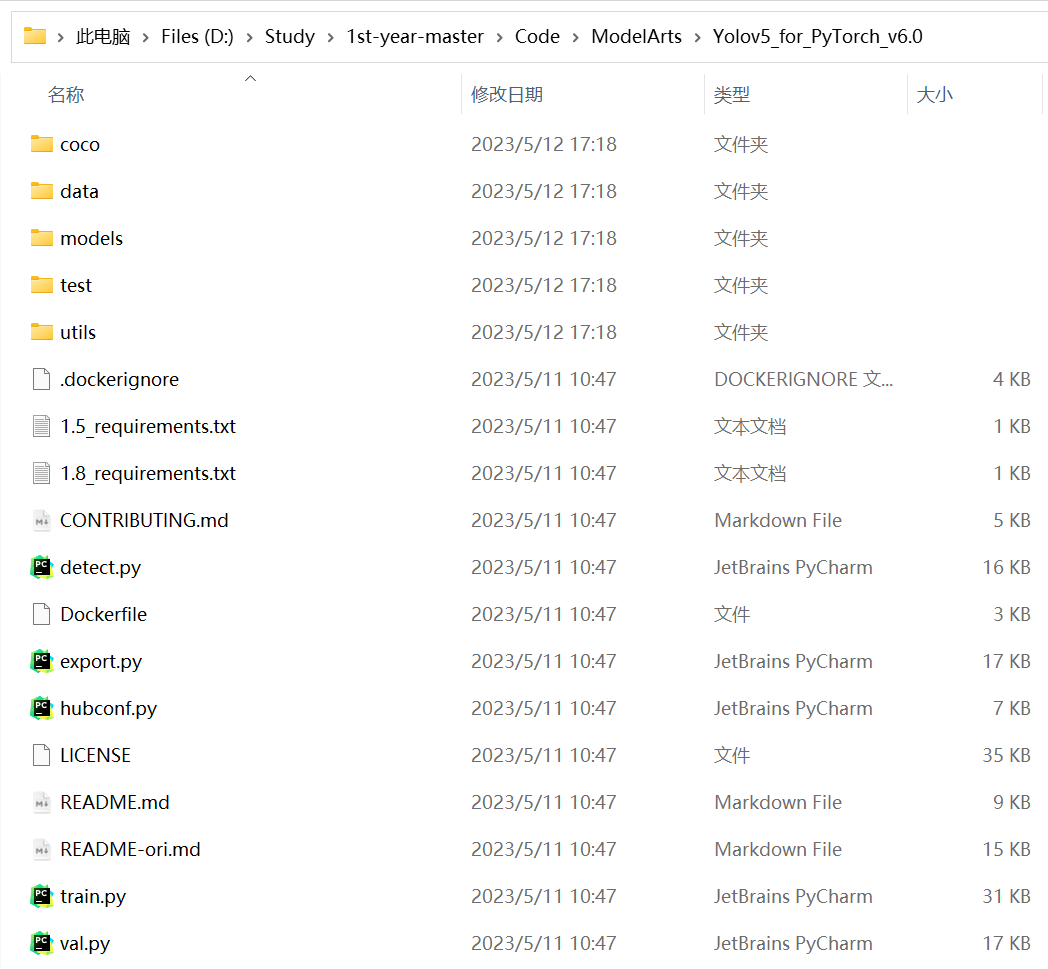 此电脑 > Files (D:) > Study > 1st-year-master > Code > ModelArts > Yolov5_for_PyTorch_v6.0
名称 修改日期 类型 大小
coco 2023/5/12 17:18 文件夹
data 2023/5/12 17:18 文件夹
models 2023/5/12 17:18 文件夹
test 2023/5/12 17:18 文件夹
utils 2023/5/12 17:18 文件夹
.dockerignore 2023/5/11 10:47 DOCKERIGNORE 文... 4 KB
1.5_requirements.txt 2023/5/11 10:47 文本文档 1 KB
1.8_requirements.txt 2023/5/11 10:47 文本文档 1 KB
CONTRIBUTING.md 2023/5/11 10:47 Markdown File 5 KB
detect.py 2023/5/11 10:47 JetBrains PyCharm 16 KB
Dockerfile 2023/5/11 10:47 文件 3 KB
export.py 2023/5/11 10:47 JetBrains PyCharm 17 KB
hubconf.py 2023/5/11 10:47 JetBrains PyCharm 7 KB
LICENSE 2023/5/11 10:47 文件 35 KB
README.md 2023/5/11 10:47 Markdown File 9 KB
README-ori.md 2023/5/11 10:47 Markdown File 15 KB
train.py 2023/5/11 10:47 JetBrains PyCharm 31 KB
val.py 2023/5/11 10:47 JetBrains PyCharm 17 KB